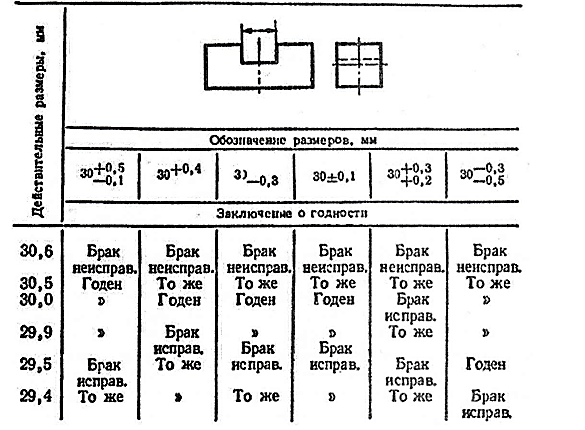 Действительные размеры, мм
Обозначение размеров, мм
30+0,5 −0,1 30+0,4 30−0,3 30±0,1 30+0,3 +0,2 30−0,3 −0,5
Заключение о годности
30,6 Брак Брак Брак Брак Брак Брак
неисправ. неисправ. неисправ. неисправ. неисправ. неисправ.
30,5 Годен То же То же То же То же То же
30,0 » Годен Годен Годен Брак »
исправ.
29,9 » Брак » » То же »
исправ. Брак Брак
29,5 Брак То же исправ. исправ. Брак Годен
исправ. исправ.
29,4 То же » То же » То же Брак
исправ.